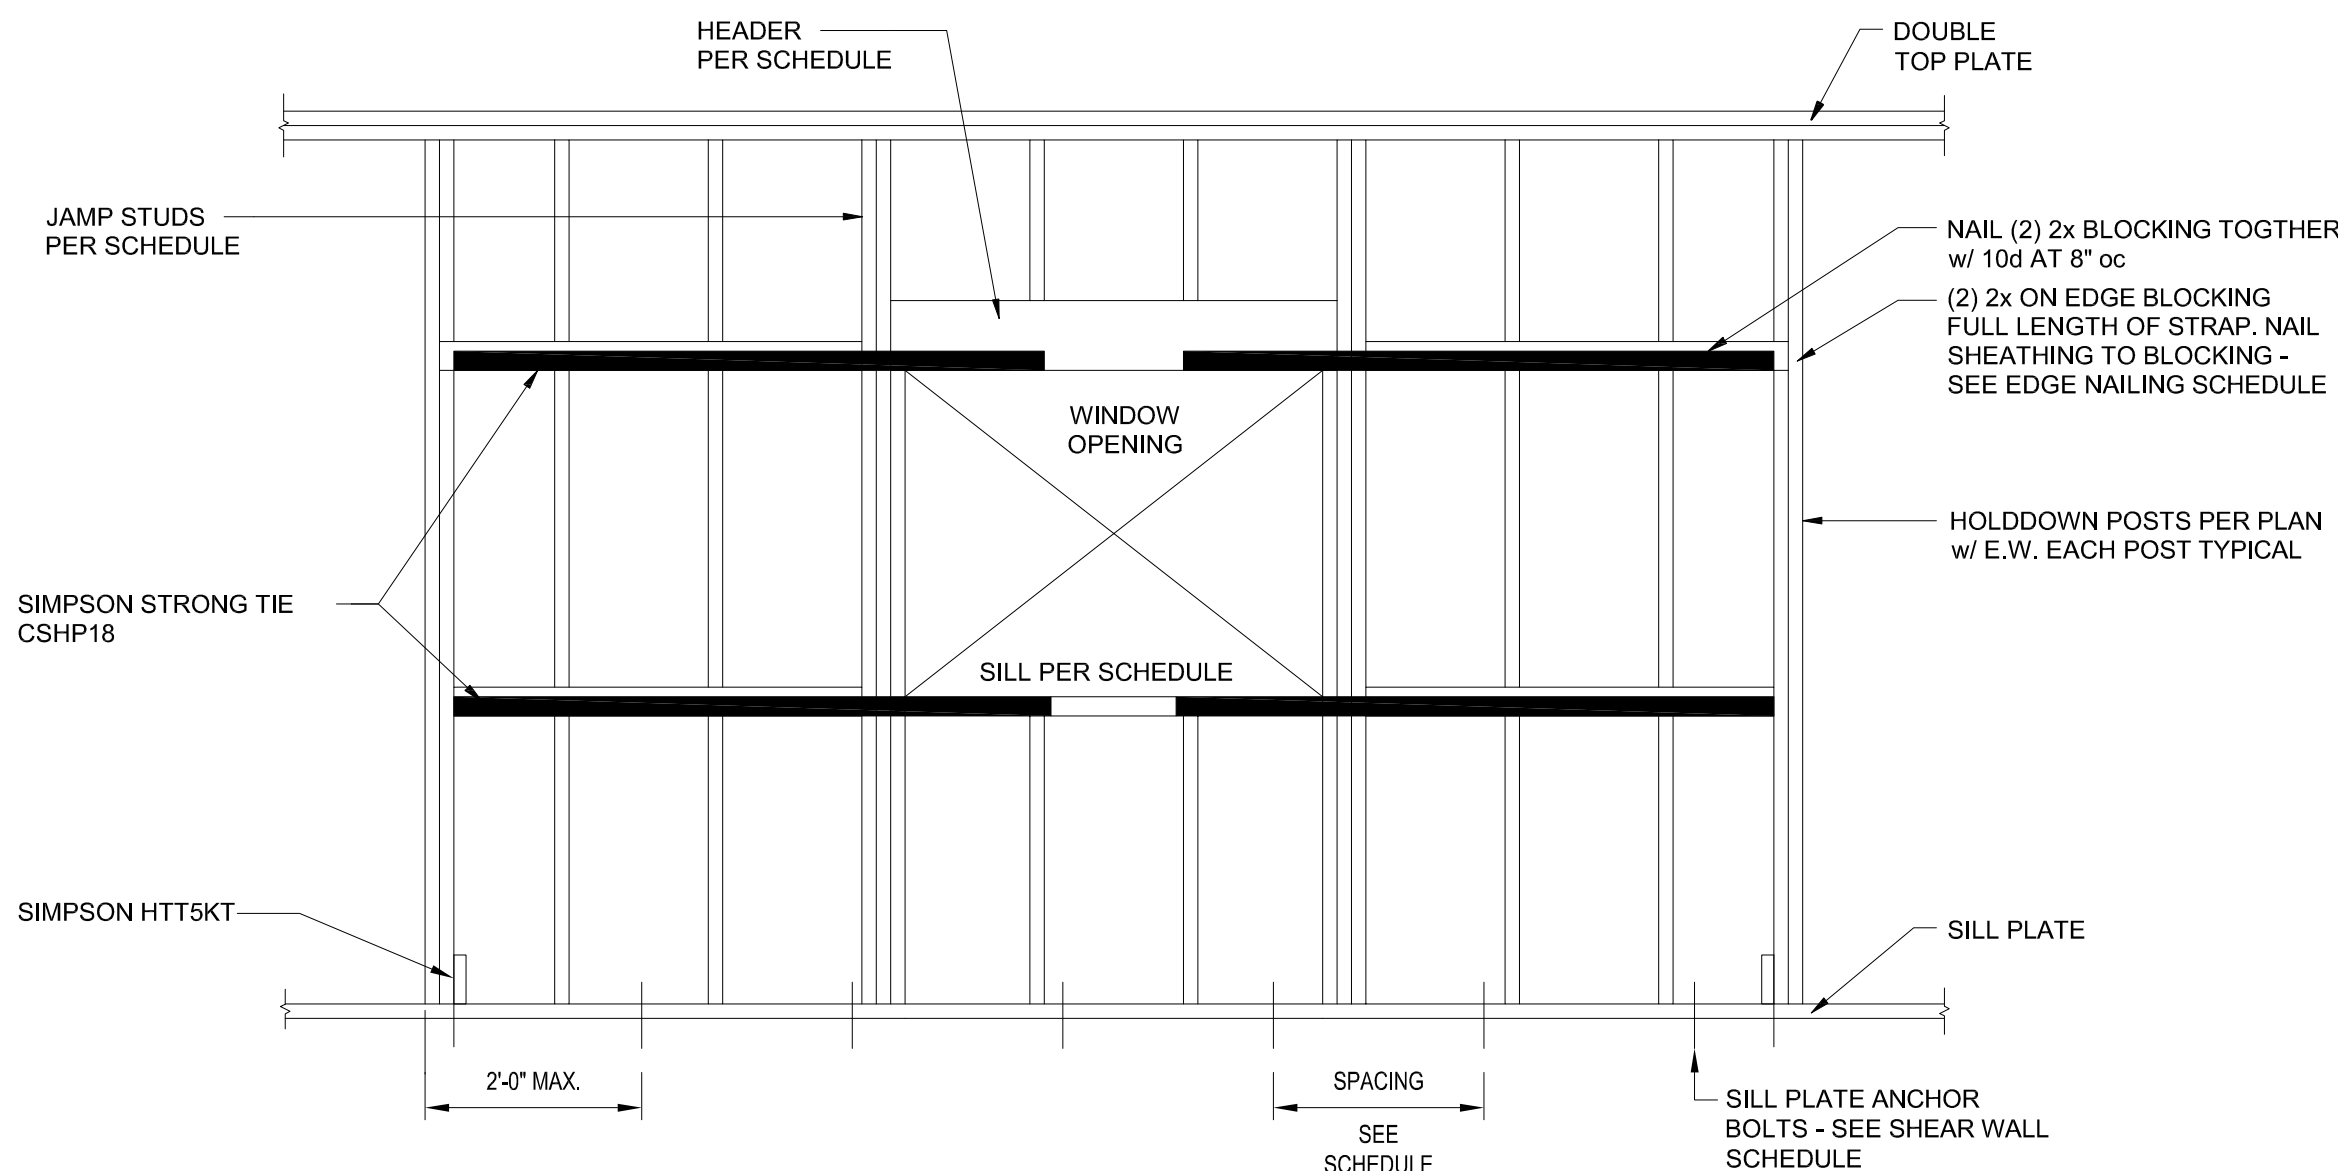 HEADER
PER SCHEDULE
DOUBLE
TOP PLATE
JAMP STUDS
PER SCHEDULE
NAIL (2) 2x BLOCKING TOGTHER
w/ 10d AT 8" oc
(2) 2x ON EDGE BLOCKING
FULL LENGTH OF STRAP. NAIL
SHEATHING TO BLOCKING -
SEE EDGE NAILING SCHEDULE
WINDOW
OPENING
HOLDDOWN POSTS PER PLAN
w/ E.W. EACH POST TYPICAL
SIMPSON STRONG TIE
CSHP18
SILL PER SCHEDULE
SIMPSON HTT5KT
SILL PLATE
2'-0" MAX.
SPACING
SEE
SCHEDULE
SILL PLATE ANCHOR
BOLTS - SEE SHEAR WALL
SCHEDULE